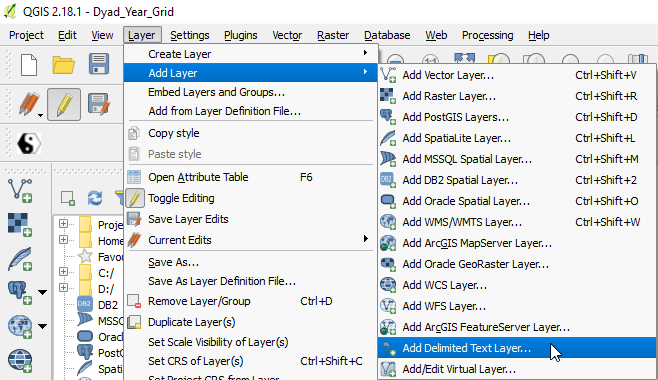 QGIS 2.18.1 - Dyad_Year_Grid
Project Edit View Layer Settings Plugins Vector Raster Database Web Processing Help
Create Layer
Add Layer
Embed Layers and Groups...
Add from Layer Definition File...
Copy style
Paste style
Open Attribute Table F6
Toggle Editing
Save Layer Edits
Current Edits
Save As...
Save As Layer Definition File...
Remove Layer/Group Ctrl+D
Duplicate Layer(s)
Set Scale Visibility of Layer(s)
Set CRS of Layer(s) Ctrl+Shift+C
Set Project CRS from Layer
Add Vector Layer... Ctrl+Shift+V
Add Raster Layer... Ctrl+Shift+R
Add PostGIS Layers... Ctrl+Shift+D
Add SpatiaLite Layer... Ctrl+Shift+L
Add MSSQL Spatial Layer... Ctrl+Shift+M
Add DB2 Spatial Layer... Ctrl+Shift+2
Add Oracle Spatial Layer... Ctrl+Shift+O
Add WMS/WMTS Layer... Ctrl+Shift+W
Add ArcGIS MapServer Layer...
Add Oracle GeoRaster Layer...
Add WCS Layer...
Add WFS Layer...
Add ArcGIS FeatureServer Layer...
Add Delimited Text Layer...
Add/Edit Virtual Layer...
Proje
Home
Favou
C:/
D:/
DB2
DB2
MSSC
Orac
PostG
Spati